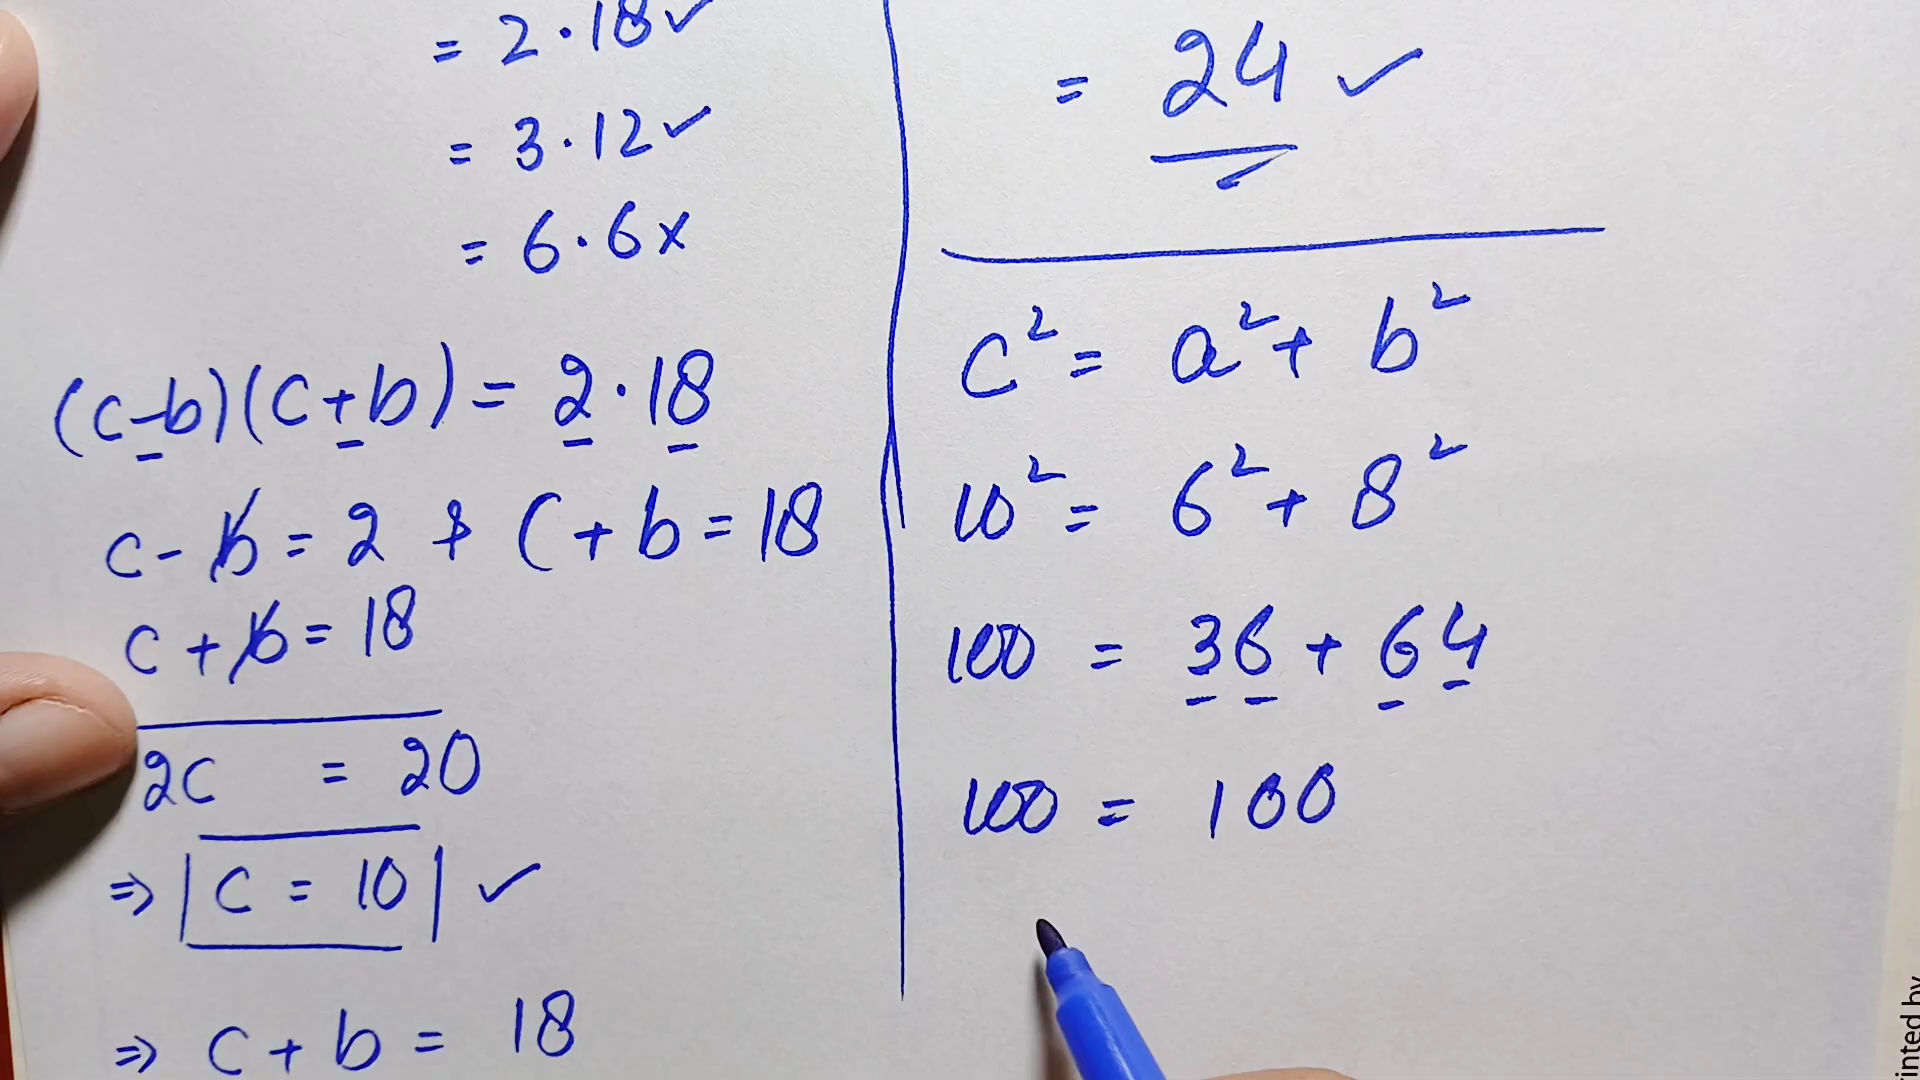 = 2·18✓
= 3·12✓
= 6·6×
(c-b)(c+b) = 2·18
c-b=2 & c+b=18
c+b=18
2c = 20
⇒ c = 10 ✓
⇒ c+b = 18
= 24 ✓
c² = a² + b²
10² = 6² + 8²
100 = 36 + 64
100 = 100